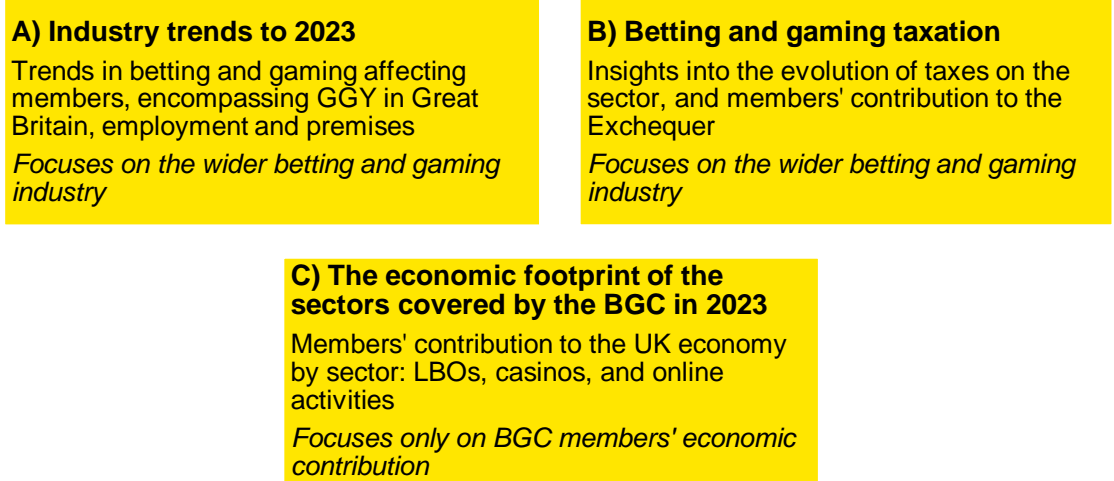 A) Industry trends to 2023
Trends in betting and gaming affecting
members, encompassing GGY in Great
Britain, employment and premises
Focuses on the wider betting and gaming
industry
B) Betting and gaming taxation
Insights into the evolution of taxes on the
sector, and members' contribution to the
Exchequer
Focuses on the wider betting and gaming
industry
C) The economic footprint of the
sectors covered by the BGC in 2023
Members' contribution to the UK economy
by sector: LBOs, casinos, and online
activities
Focuses only on BGC members' economic
contribution